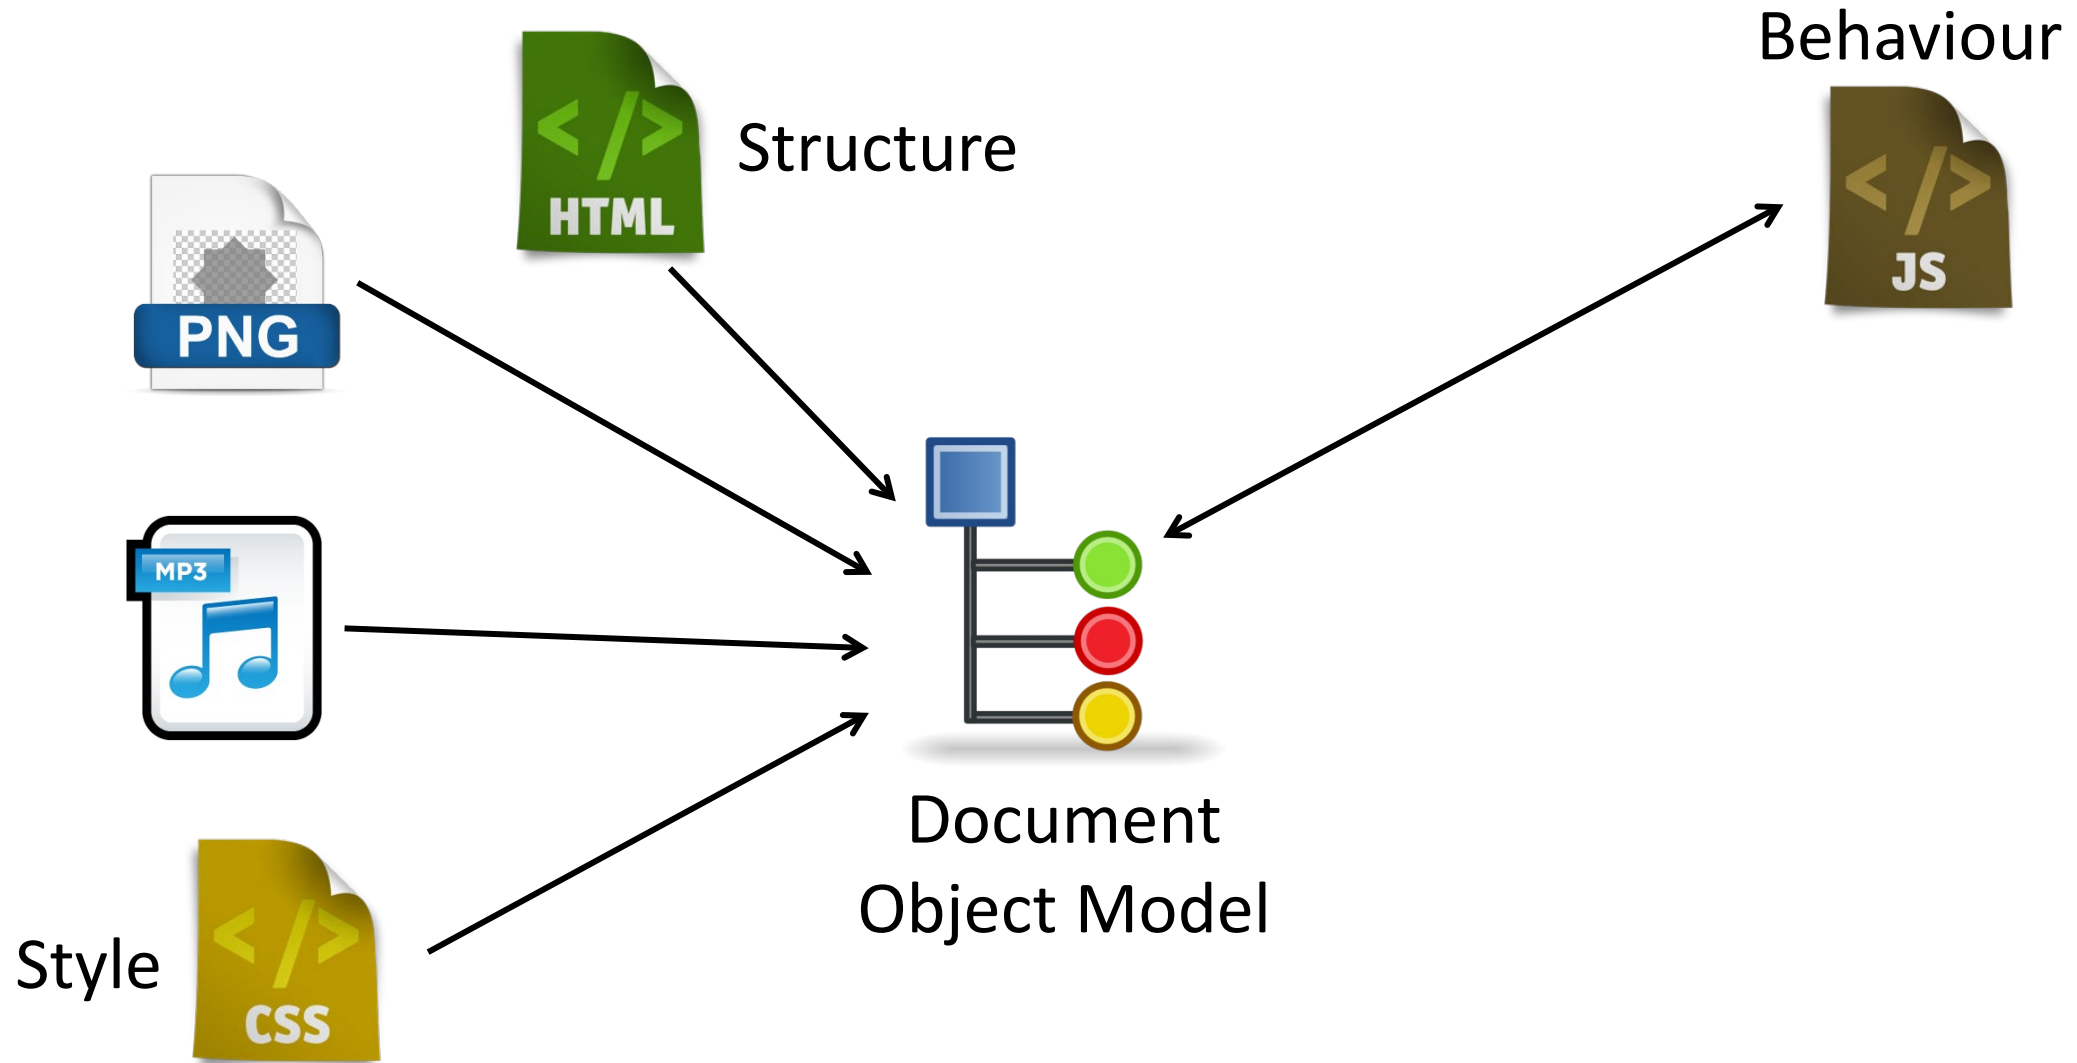 Behaviour
</>
JS
</>
HTML
Structure
PNG
MP3
Document
Object Model
Style
</>
CSS